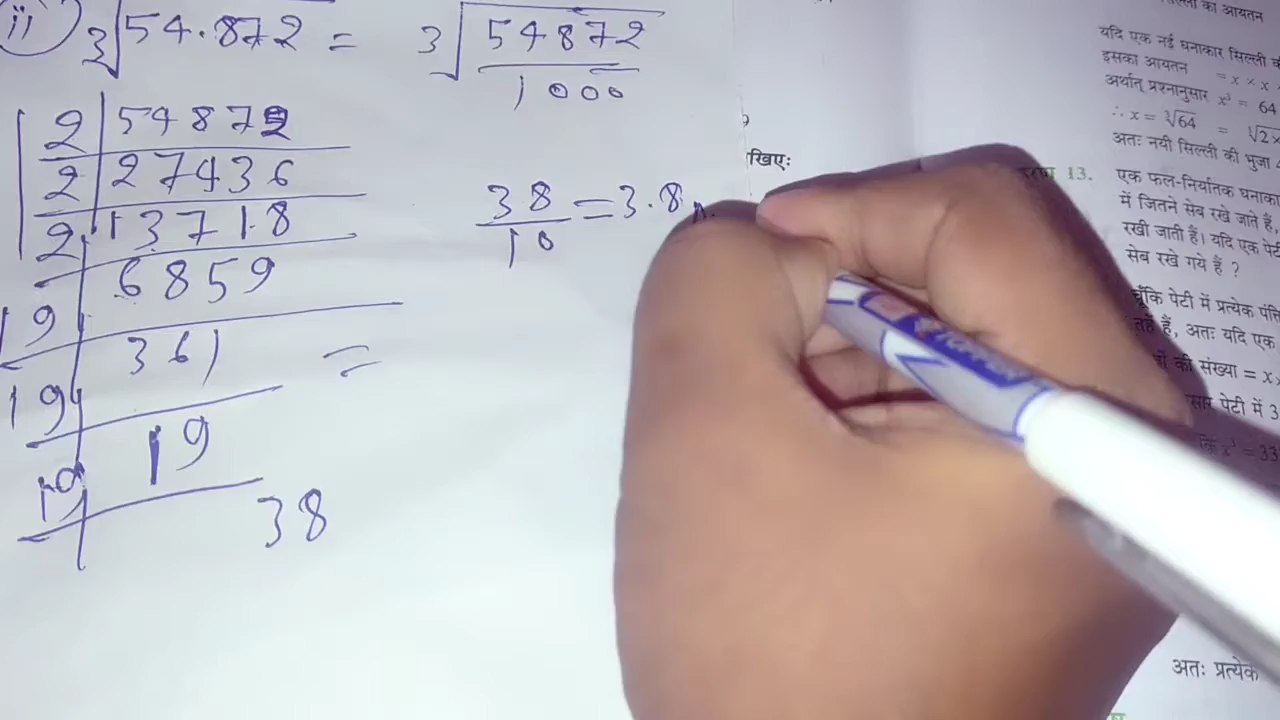 ii) ∛54.872 = ∛54872/1000
2 | 54872
2 | 27436
2 | 13718
19 | 6859
19 | 361 =
19 | 19
38
38/10 = 3.8
का आयतन
यदि एक नई घनाकार सिल्ली
इसका आयतन = x × x
अर्थात् प्रश्नानुसार x³ = 64
∴ x = ∛64 =
अतः नयी सिल्ली की भुजा
खिए:
13. एक फल-निर्यातक घनाकार
में जितने सेब रखे जाते हैं,
रखी जाती हैं। यदि एक
सेब रखे गये हैं ?
चूँकि पेटी में प्रत्येक
हैं, अतः यदि एक
की संख्या =
पेटी में
अतः प्रत्येक